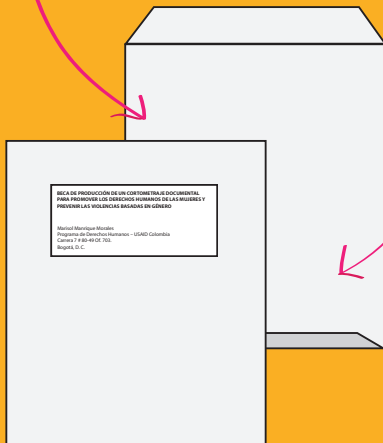 BECA DE PRODUCCIÓN DE UN CORTOMETRAJE DOCUMENTAL
PARA PROMOVER LOS DERECHOS HUMANOS DE LAS MUJERES Y
PREVENIR LAS VIOLENCIAS BASADAS EN GÉNERO
Marisol Manrique Morales
Programa de Derechos Humanos – USAID Colombia
Carrera 7 # 80-49 Of. 703.
Bogotá, D. C.